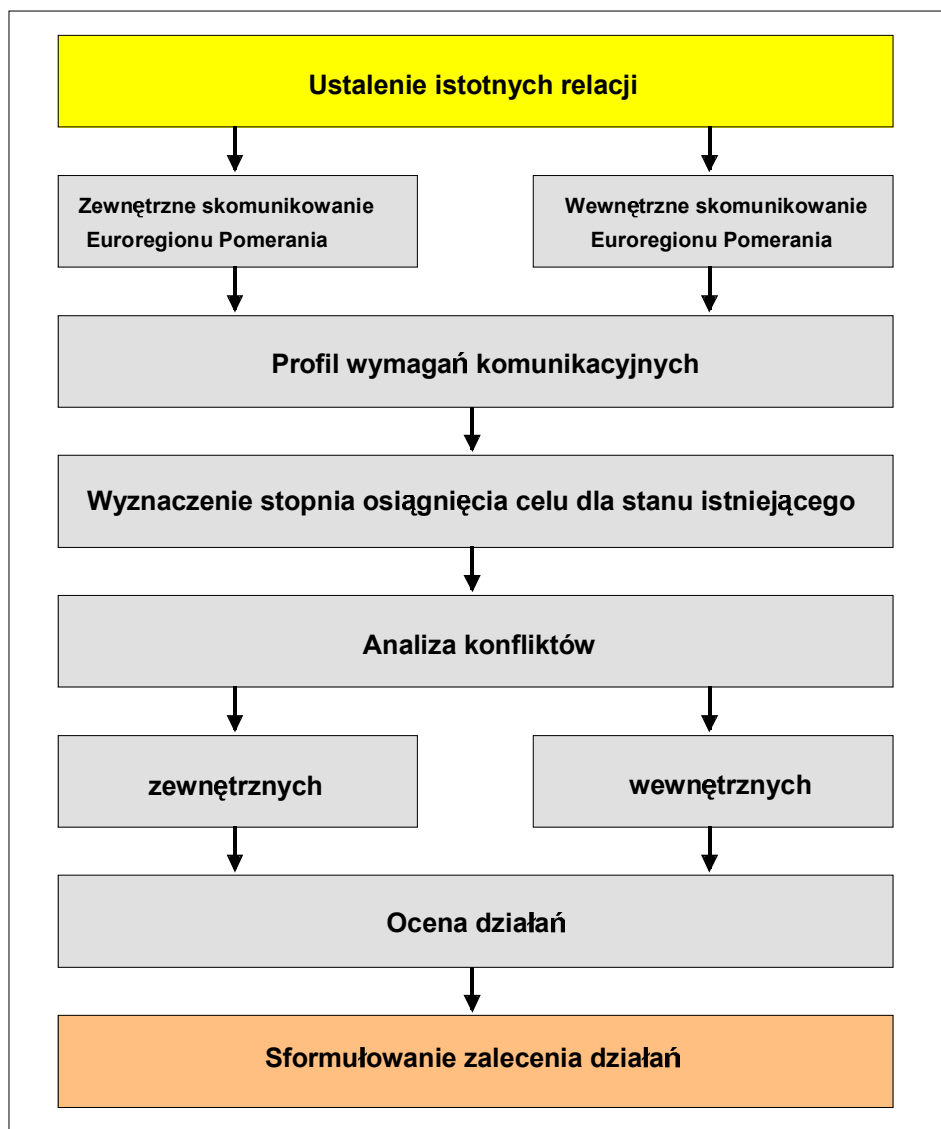 Ustalenie istotnych relacji
Zewnętrzne skomunikowanie
Euroregionu Pomerania
Wewnętrzne skomunikowanie
Euroregionu Pomerania
Profil wymagań komunikacyjnych
Wyznaczenie stopnia osiągnięcia celu dla stanu istniejącego
Analiza konfliktów
zewnętrznych
wewnętrznych
Ocena działań
Sformułowanie zalecenia działań